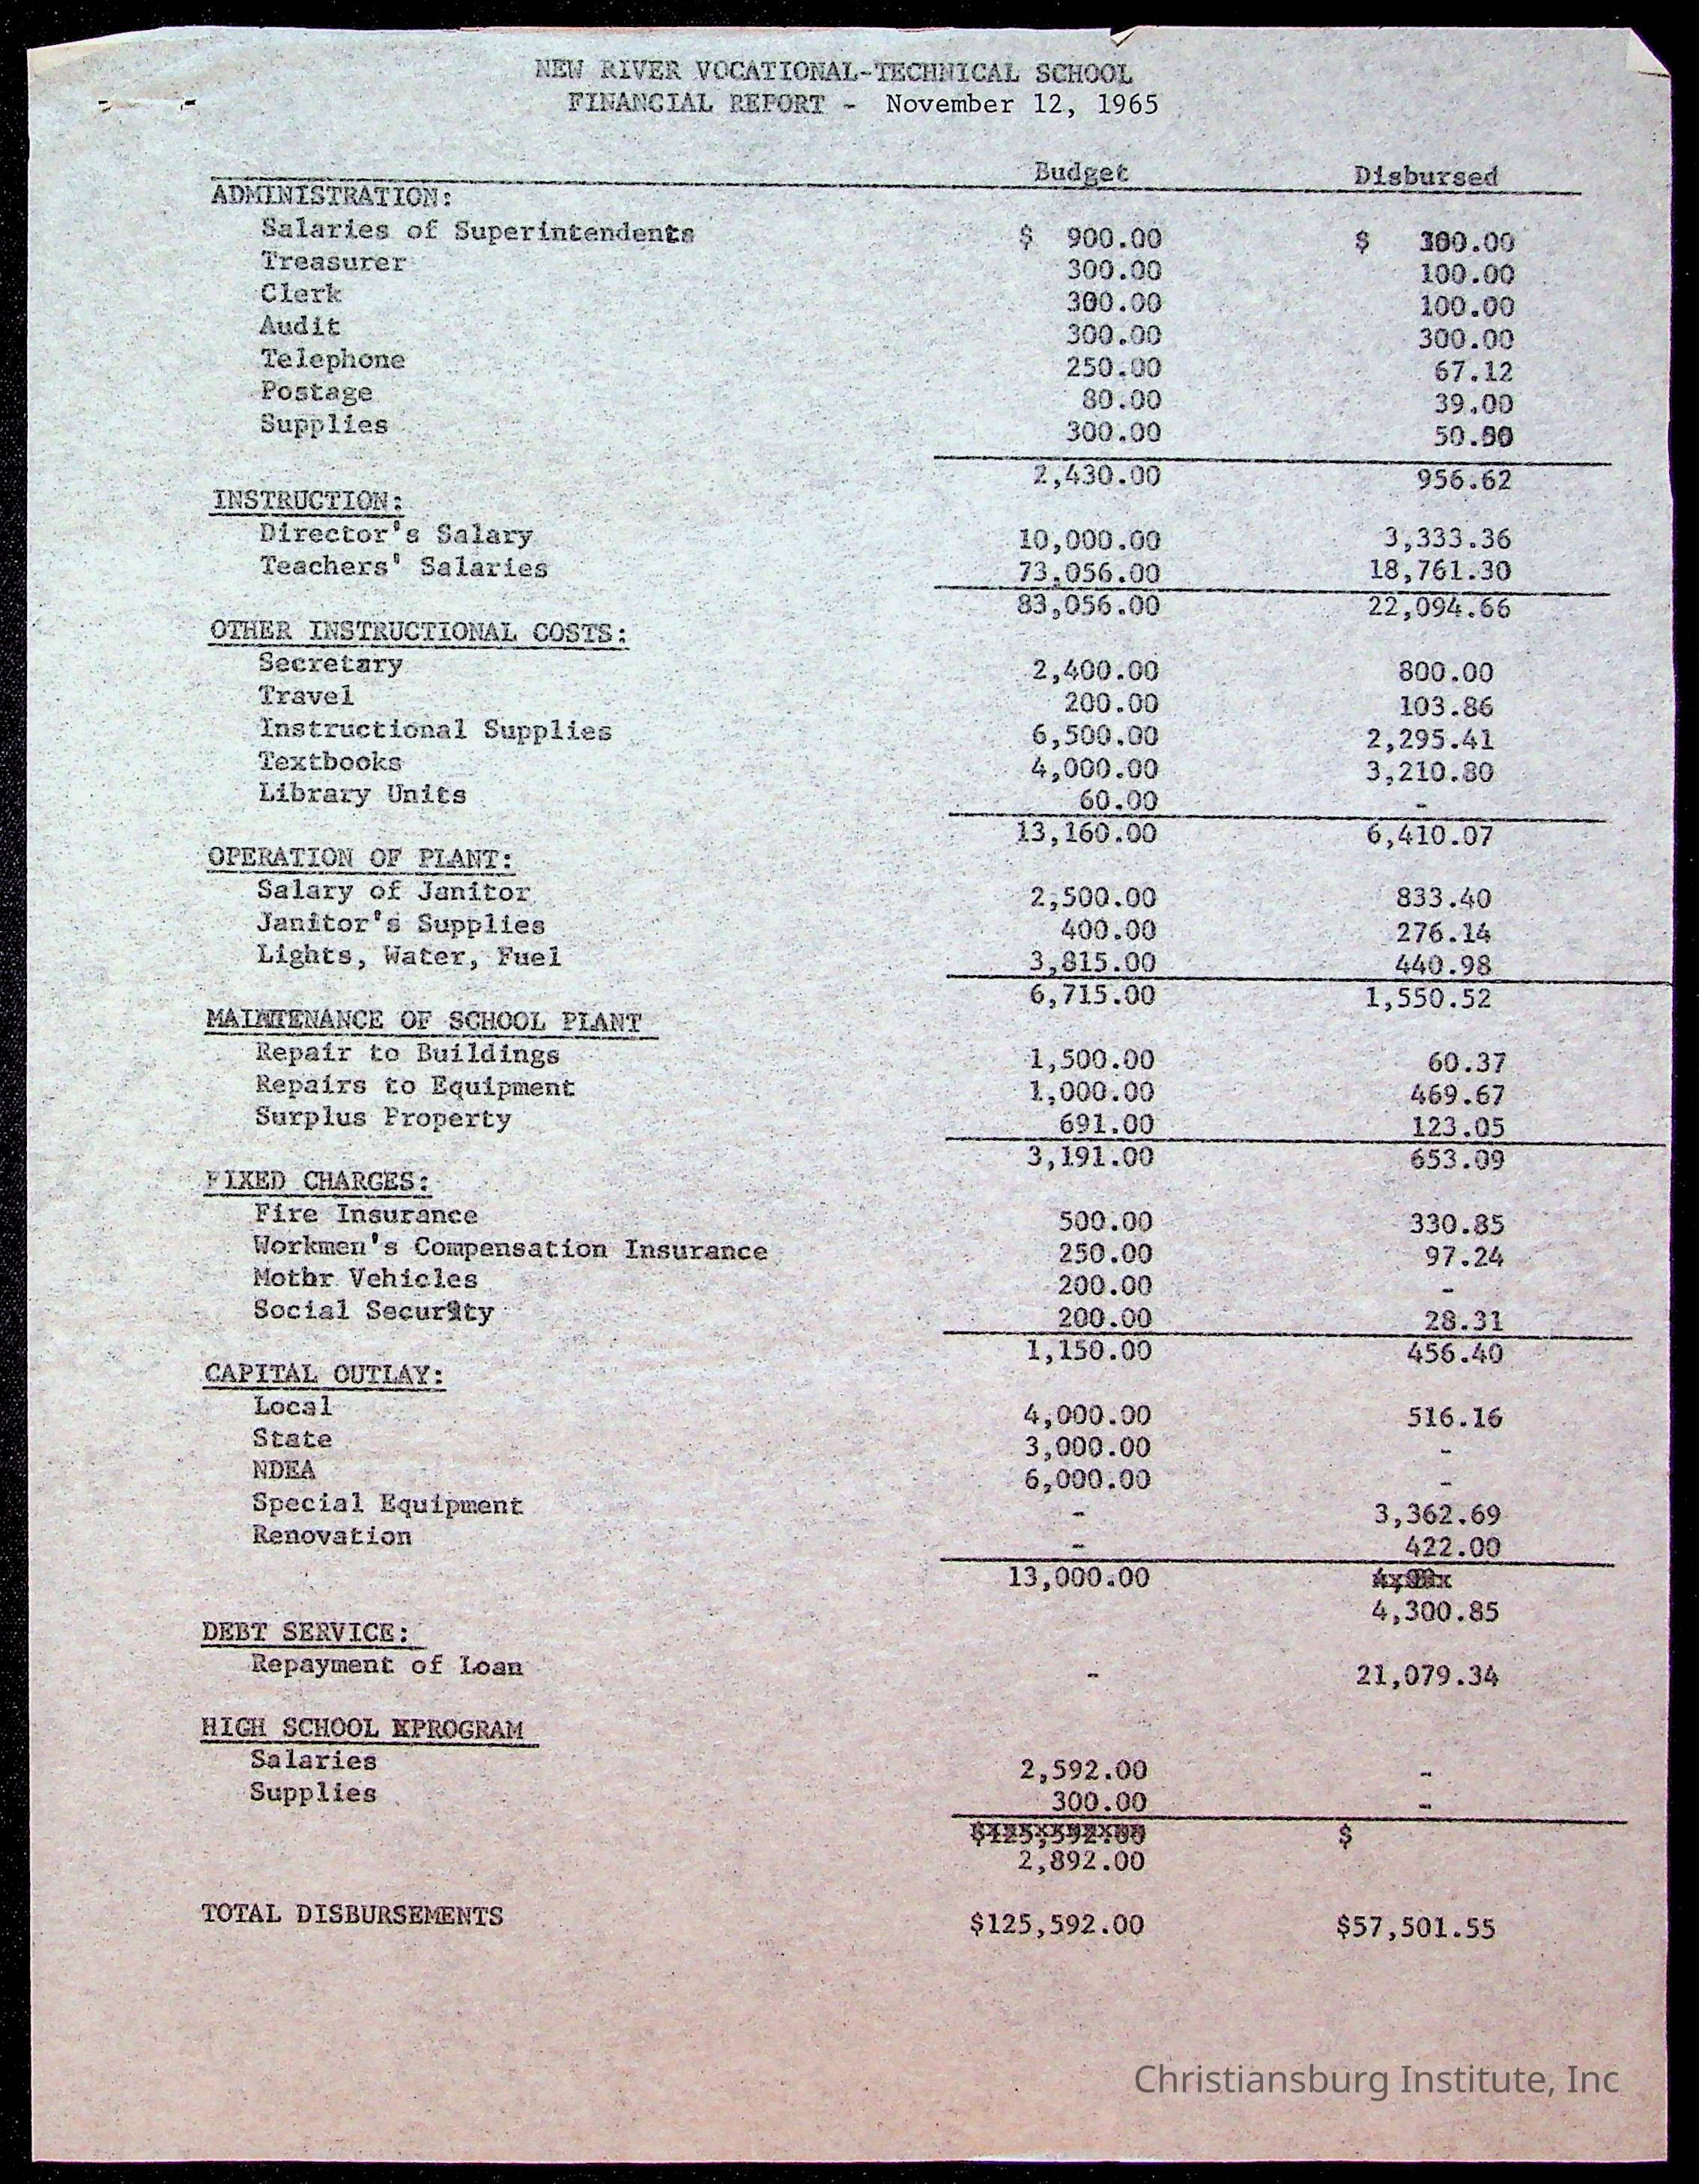 NEW RIVER VOCATIONAL-TECHNICAL SCHOOL
FINANCIAL REPORT - November 12, 1965
Budget Disbursed
ADMINISTRATION:
Salaries of Superintendents $ 900.00 $ 300.00
Treasurer 300.00 100.00
Clerk 300.00 100.00
Audit 300.00 300.00
Telephone 250.00 67.12
Postage 80.00 39.00
Supplies 300.00 50.50
2,430.00 956.62
INSTRUCTION:
Director's Salary 10,000.00 3,333.36
Teachers' Salaries 73,056.00 18,761.30
83,056.00 22,094.66
OTHER INSTRUCTIONAL COSTS:
Secretary 2,400.00 800.00
Travel 200.00 103.86
Instructional Supplies 6,500.00 2,295.41
Textbooks 4,000.00 3,210.80
Library Units 60.00 -
13,160.00 6,410.07
OPERATION OF PLANT:
Salary of Janitor 2,500.00 833.40
Janitor's Supplies 400.00 276.14
Lights, Water, Fuel 3,815.00 440.98
6,715.00 1,550.52
MAINTENANCE OF SCHOOL PLANT
Repair to Buildings 1,500.00 60.37
Repairs to Equipment 1,000.00 469.67
Surplus Property 691.00 123.05
3,191.00 653.09
FIXED CHARGES:
Fire Insurance 500.00 330.85
Workmen's Compensation Insurance 250.00 97.24
Motor Vehicles 200.00 -
Social Security 200.00 28.31
1,150.00 456.40
CAPITAL OUTLAY:
Local 4,000.00 516.16
State 3,000.00 -
NDEA 6,000.00 -
Special Equipment - 3,362.69
Renovation - 422.00
13,000.00
4,300.85
DEBT SERVICE:
Repayment of Loan - 21,079.34
HIGH SCHOOL PROGRAM
Salaries 2,592.00 -
Supplies 300.00 -
$125,592.00 $
2,892.00
TOTAL DISBURSEMENTS $125,592.00 $57,501.55
Christiansburg Institute, Inc